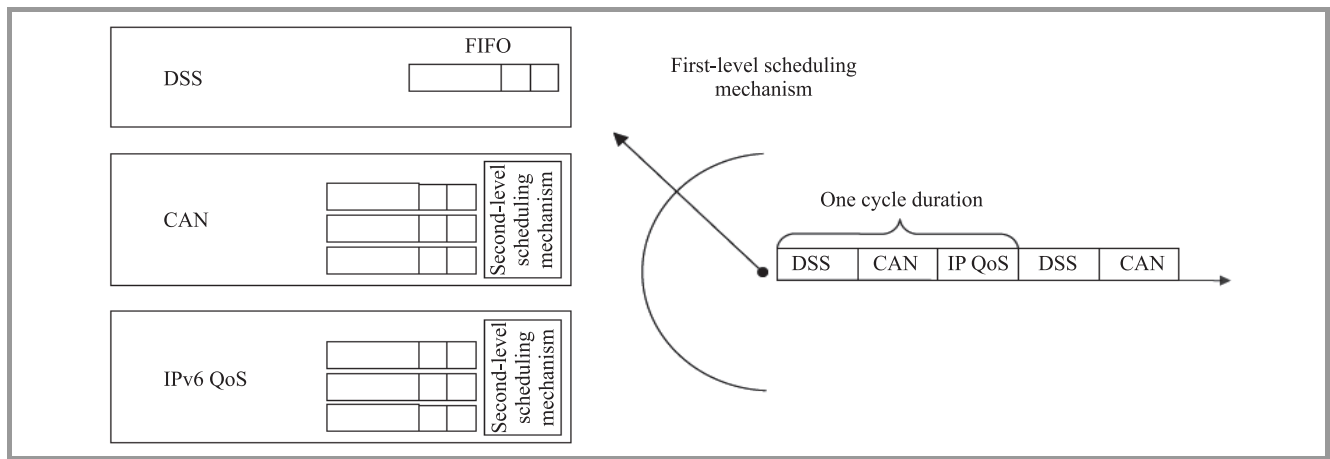 FIFO
DSS
First-level scheduling
mechanism
CAN
Second-level
scheduling
mechanism
One cycle duration
DSS
CAN
IP QoS
DSS
CAN
IPv6 QoS
Second-level
scheduling
mechanism